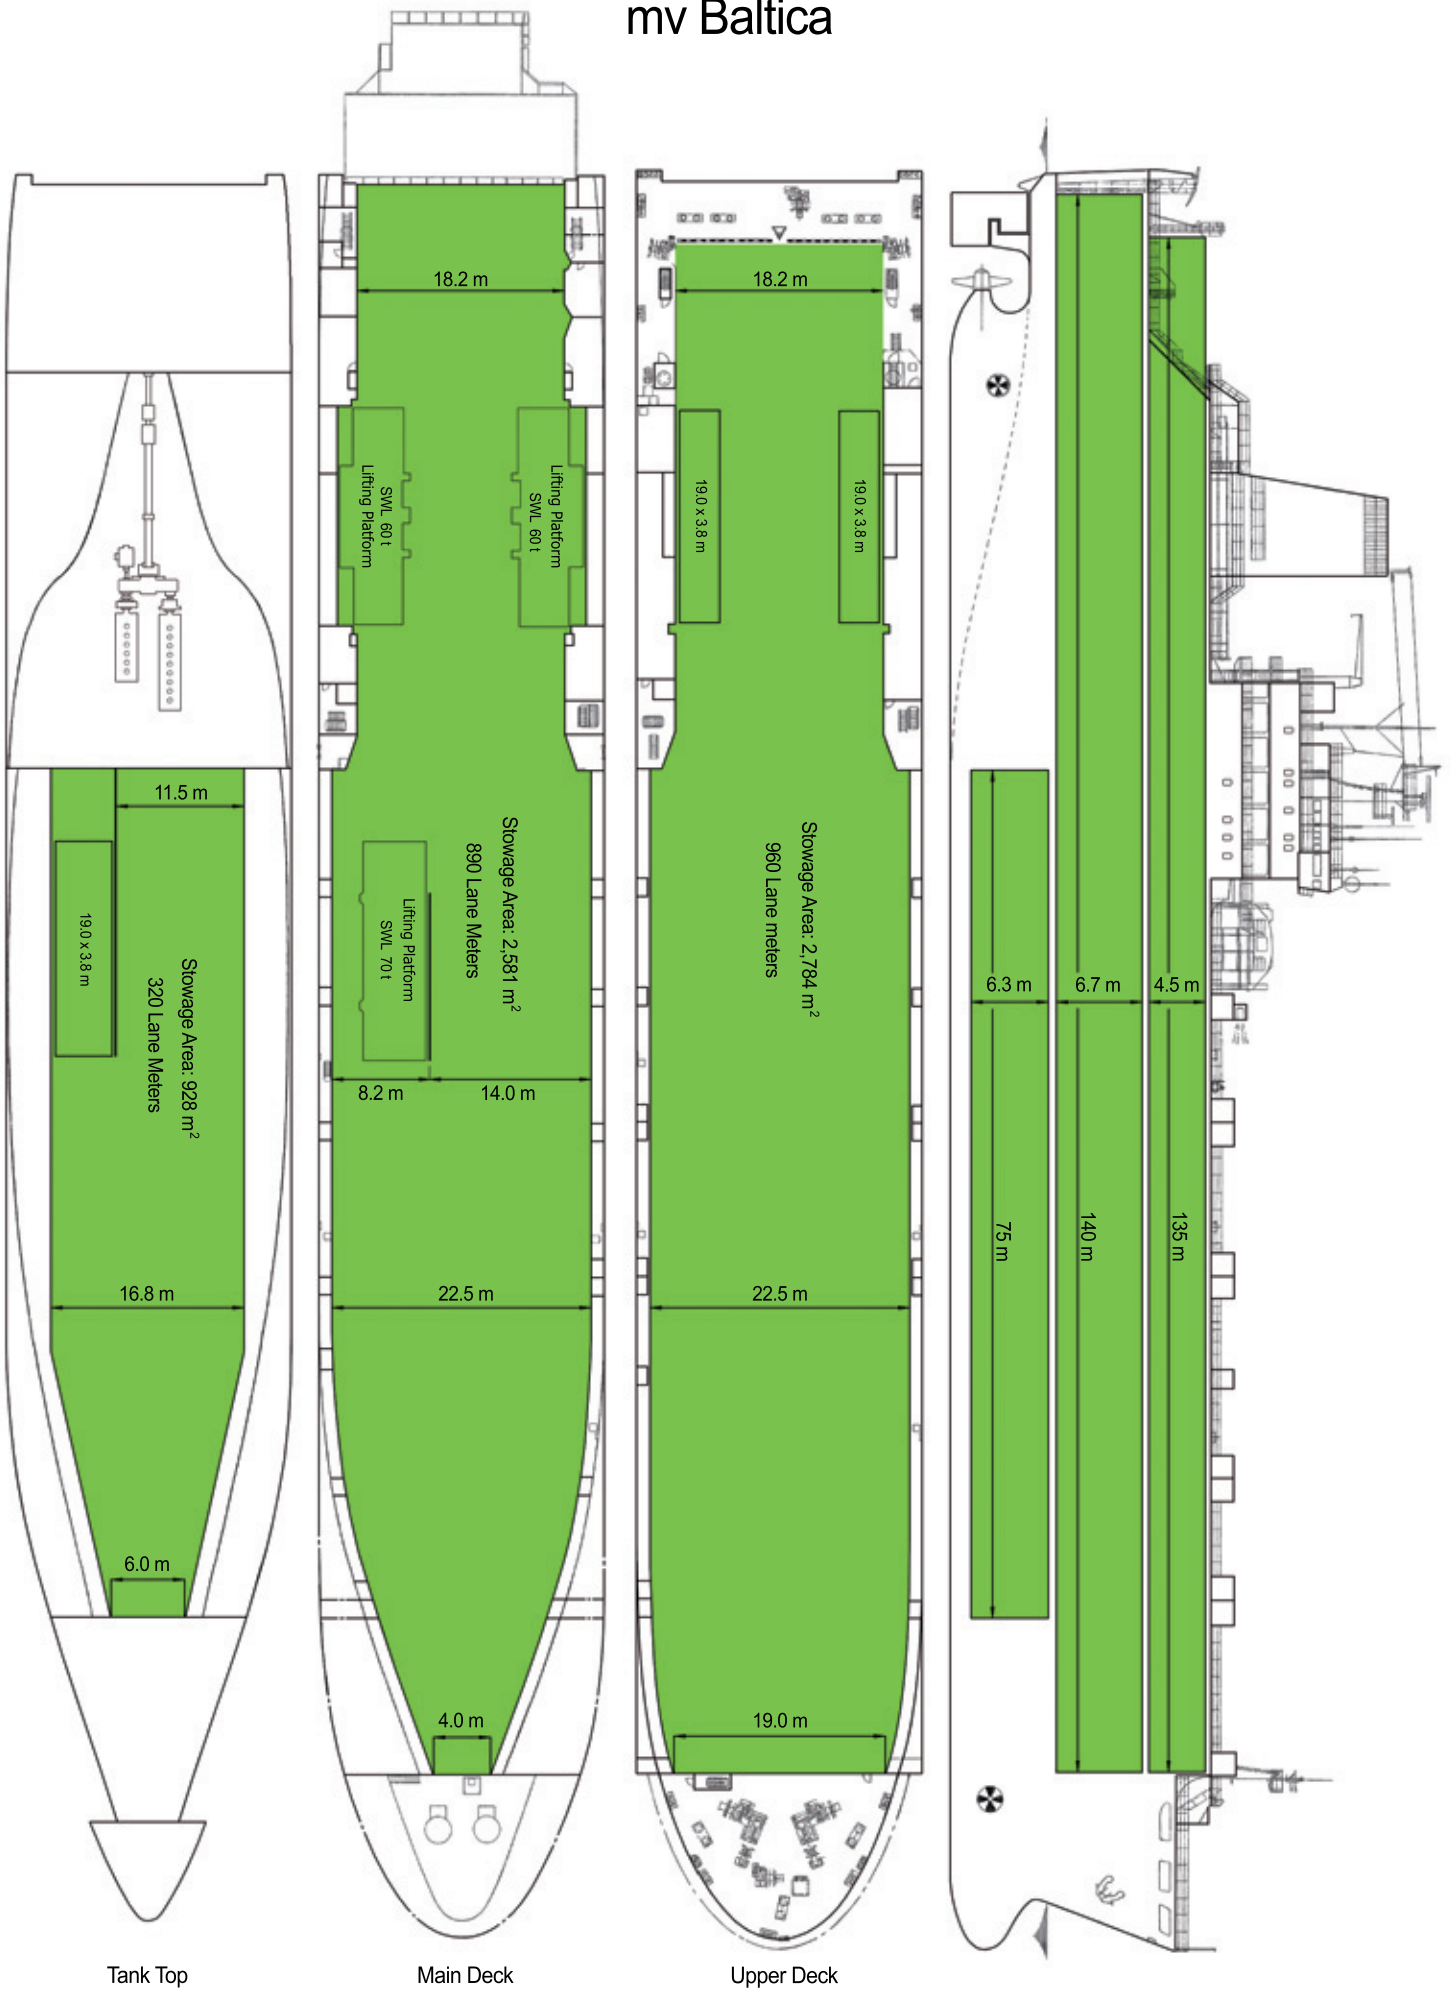 mv Baltica
18.2 m
18.2 m
Lifting Platform
SWL 60 t
Lifting Platform
SWL 60 t
19.0 x 3.8 m
19.0 x 3.8 m
11.5 m
19.0 x 3.8 m
Stowage Area: 928 m²
320 Lane Meters
Stowage Area: 2,581 m²
890 Lane Meters
Lifting Platform
SWL 70 t
Stowage Area: 2,784 m²
960 Lane meters
6.3 m
6.7 m
4.5 m
8.2 m
14.0 m
75 m
140 m
135 m
16.8 m
22.5 m
22.5 m
6.0 m
4.0 m
19.0 m
Tank Top
Main Deck
Upper Deck